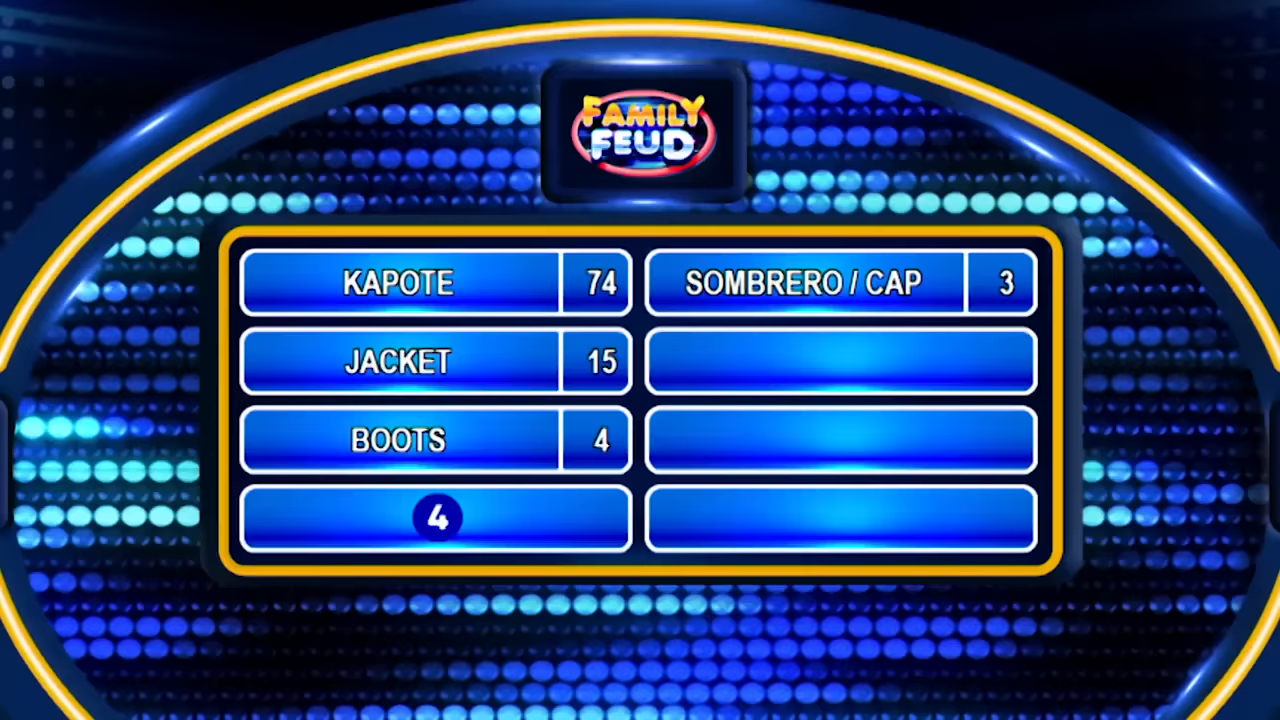 FAMILY
FEUD
KAPOTE 74
JACKET 15
BOOTS 4
4
SOMBRERO / CAP 3